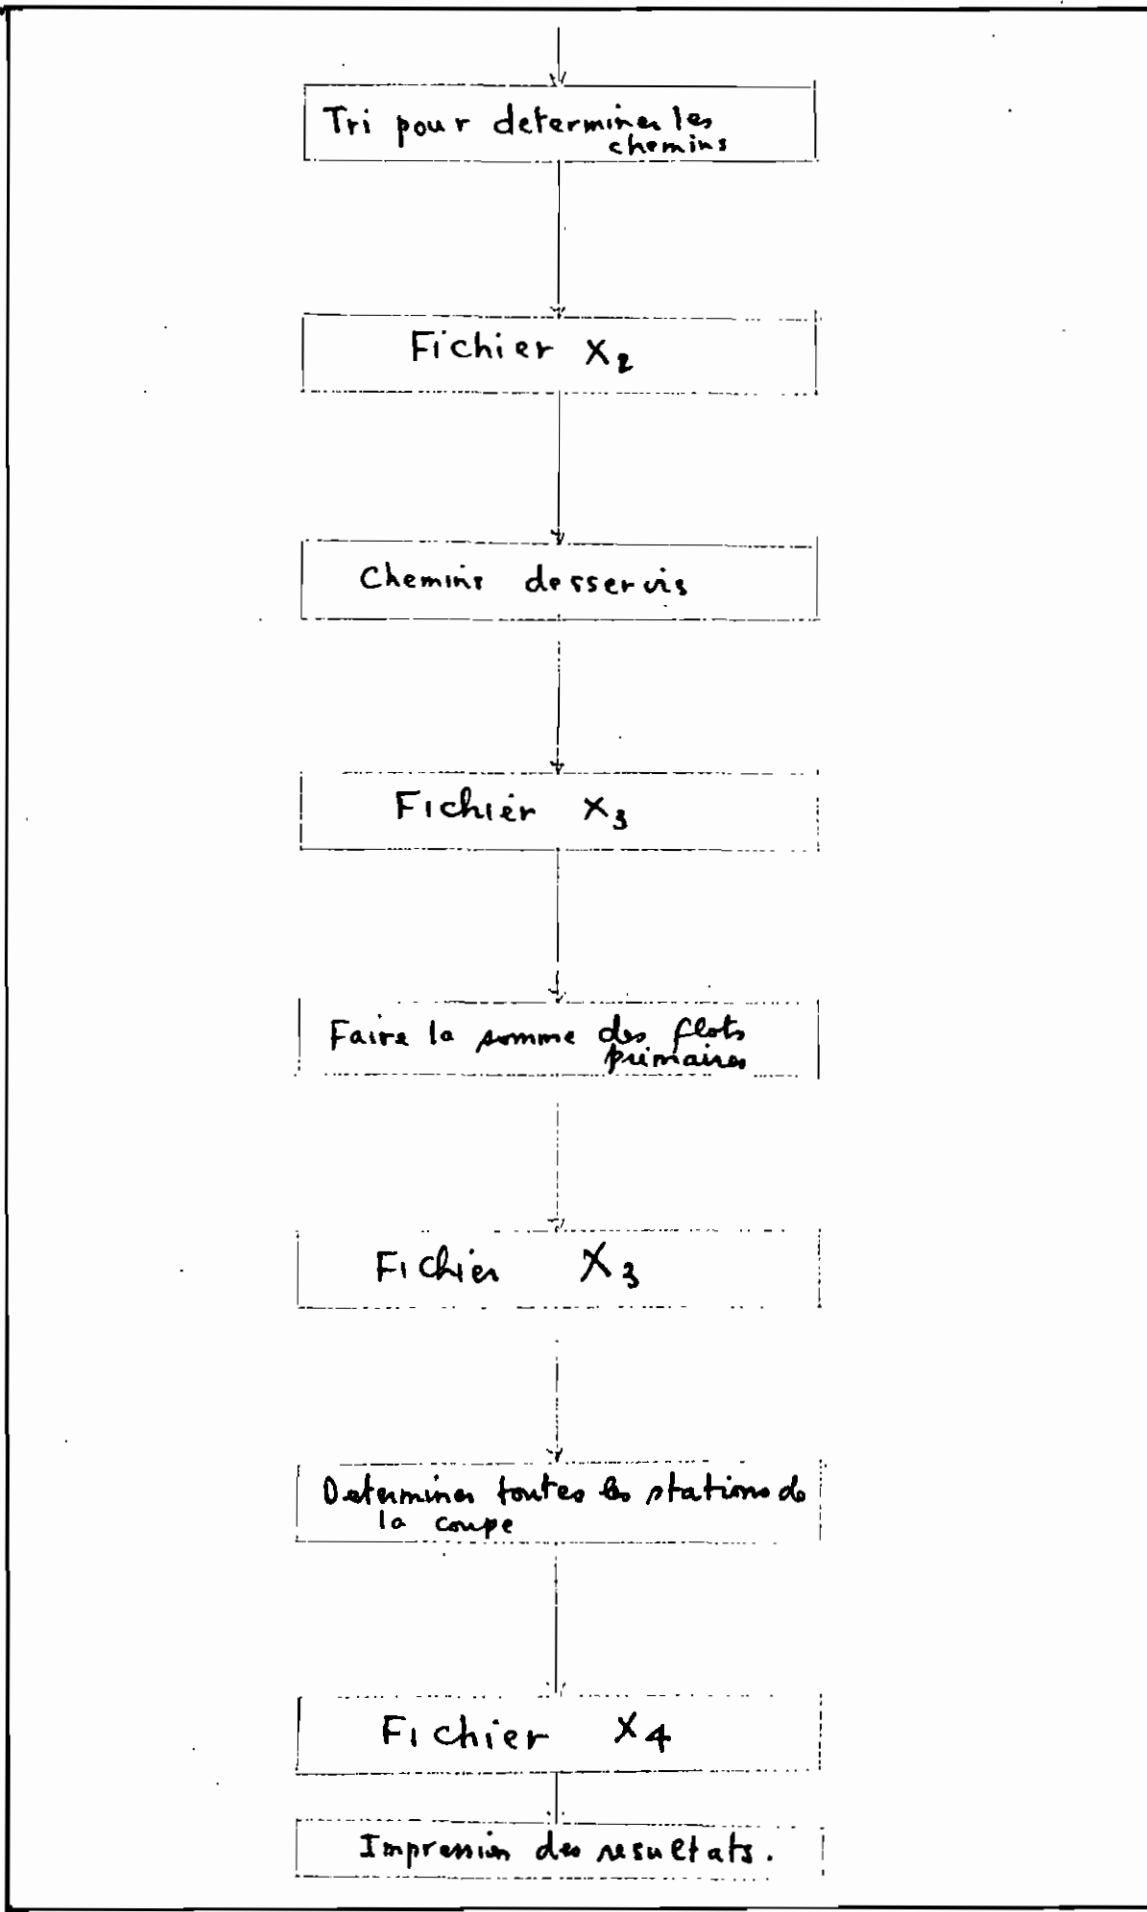 Tri pour determiner les
chemins
Fichier X₂
Chemins desservis
Fichier X₃
Faire la somme des flots
primaires
Fichier X₃
Determiner toutes les stations de
la coupe
Fichier X₄
Impression des resultats.